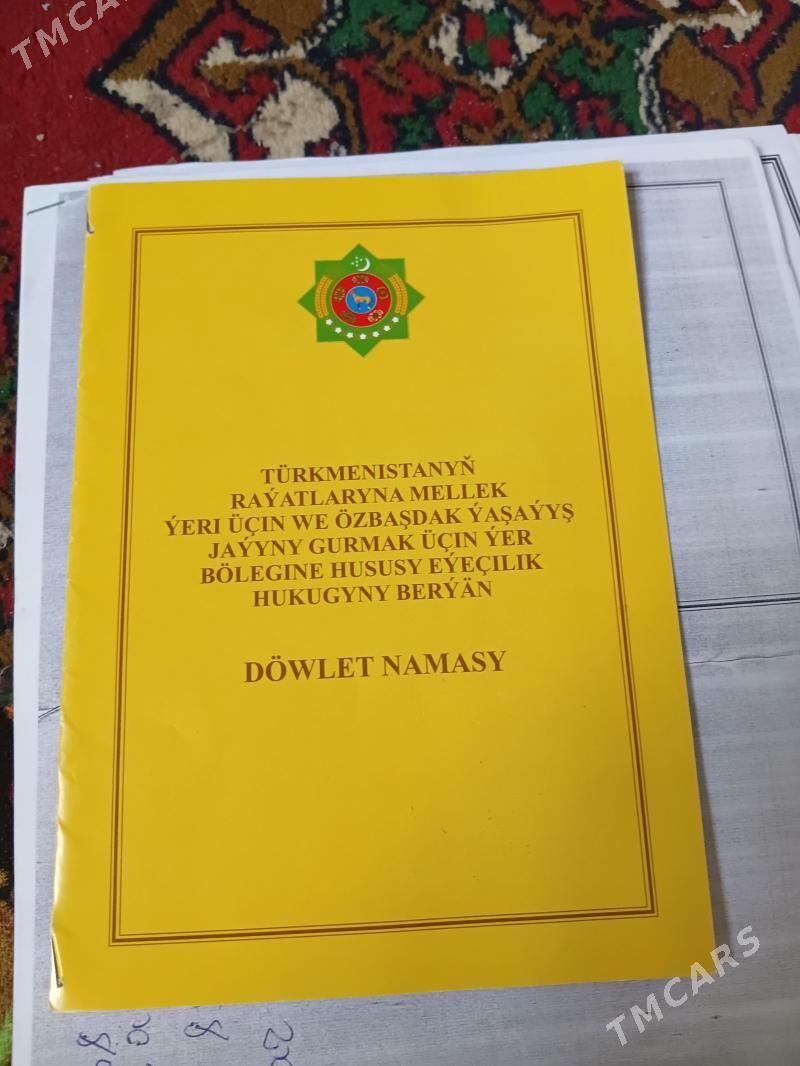 TMCARS
TÜRKMENISTANYŇ
RAÝATLARYNA MELLEK
ÝERI ÜÇIN WE ÖZBAŞDAK ÝAŞAÝYŞ
JAÝYNY GURMAK ÜÇIN ÝER
BÖLEGINE HUSUSY EÝEÇILIK
HUKUGYNY BERÝÄN
DÖWLET NAMASY
TMCARS